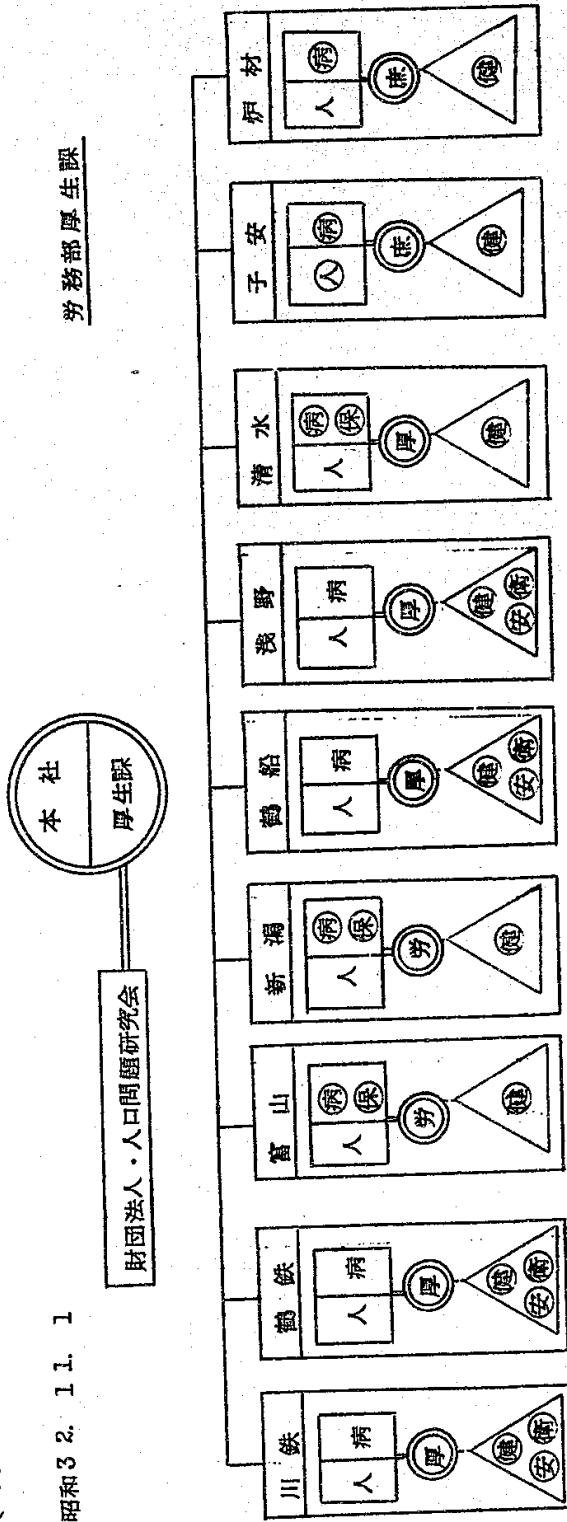 昭和32.11.1
労務部厚生課
本社
厚生課
財団法人・人口問題研究会
川鉄
人 病
厚
健
安 衛
鶴鉄
人 病
厚
健
安 衛
富山
人 病 保
労
健
新潟
人 病 保
労
健
鶴船
人 病
厚
健
安 衛
浅野
人 病
厚
健
安 衛
清水
人 病 保
厚
健
子安
人 病
庶
健
炉材
人 病
庶
健